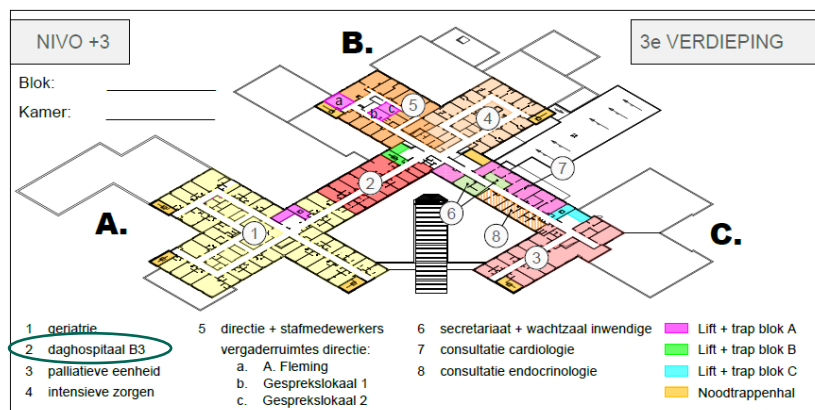 NIVO +3
B.
3e VERDIEPING
Blok:
Kamer:
a
b
c
5
4
7
2
6
A.
1
8
C.
3
1 geriatrie
2 daghospitaal B3
3 palliatieve eenheid
4 intensieve zorgen
5 directie + stafmedewerkers
vergaderruimtes directie:
a. A. Fleming
b. Gesprekslokaal 1
c. Gesprekslokaal 2
6 secretariaat + wachtzaal inwendige
7 consultatie cardiologie
8 consultatie endocrinologie
Lift + trap blok A
Lift + trap blok B
Lift + trap blok C
Noodtrappenhal